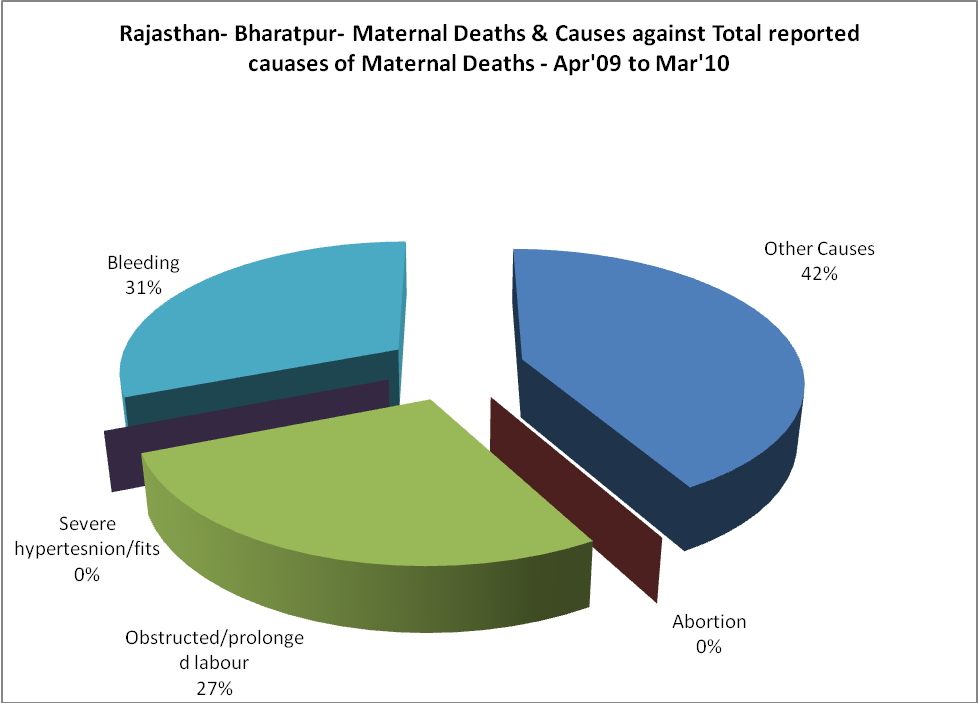 Rajasthan- Bharatpur- Maternal Deaths & Causes against Total reported
cauases of Maternal Deaths - Apr'09 to Mar'10
Other Causes
42%
Abortion
0%
Obstructed/prolonge
d labour
27%
Severe
hypertesnion/fits
0%
Bleeding
31%